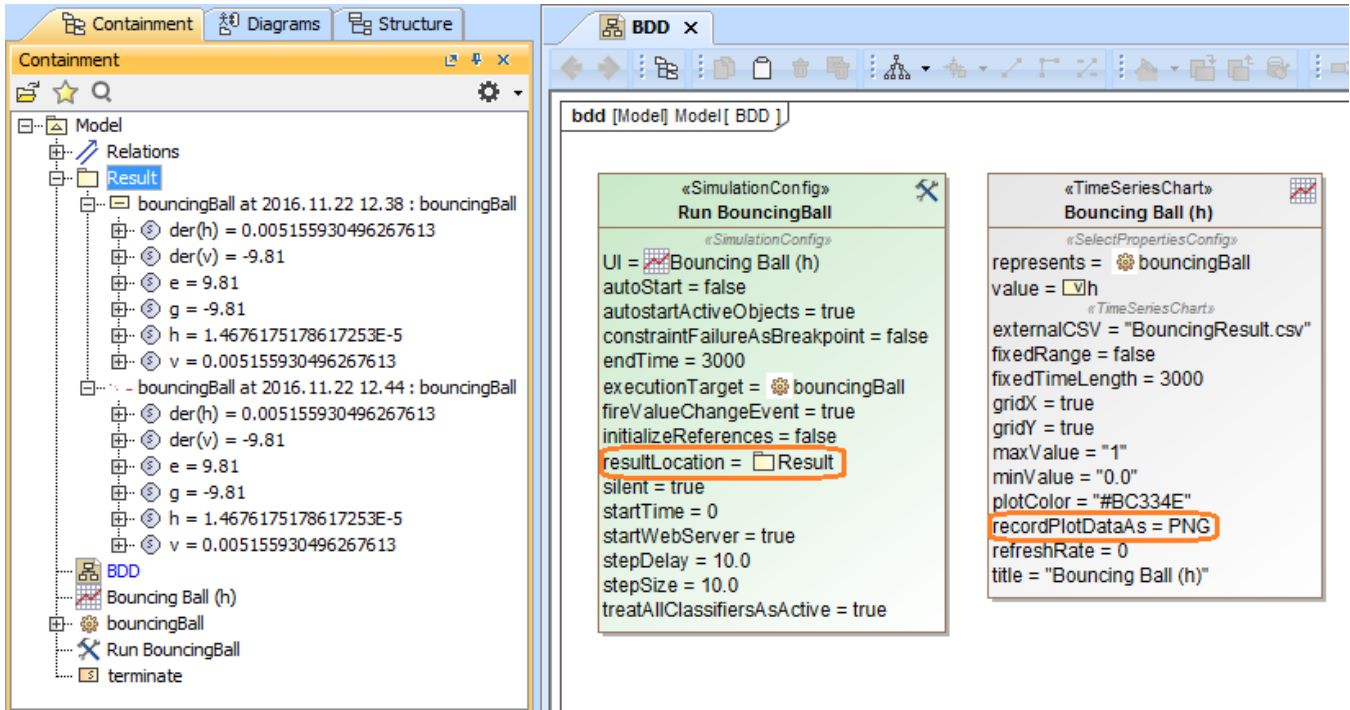 Containment
Diagrams
Structure
Containment
Model
Relations
Result
bouncingBall at 2016.11.22 12.38 : bouncingBall
der(h) = 0.005155930496267613
der(v) = -9.81
e = 9.81
g = -9.81
h = 1.4676175178617253E-5
v = 0.005155930496267613
bouncingBall at 2016.11.22 12.44 : bouncingBall
der(h) = 0.005155930496267613
der(v) = -9.81
e = 9.81
g = -9.81
h = 1.4676175178617253E-5
v = 0.005155930496267613
BDD
Bouncing Ball (h)
bouncingBall
Run BouncingBall
terminate
BDD
bdd [Model] Model[ BDD ]
«SimulationConfig»
Run BouncingBall
«SimulationConfig»
UI = Bouncing Ball (h)
autoStart = false
autostartActiveObjects = true
constraintFailureAsBreakpoint = false
endTime = 3000
executionTarget = bouncingBall
fireValueChangeEvent = true
initializeReferences = false
resultLocation = Result
silent = true
startTime = 0
startWebServer = true
stepDelay = 10.0
stepSize = 10.0
treatAllClassifiersAsActive = true
«TimeSeriesChart»
Bouncing Ball (h)
«SelectPropertiesConfig»
represents = bouncingBall
value = V h
«TimeSeriesChart»
externalCSV = "BouncingResult.csv"
fixedRange = false
fixedTimeLength = 3000
gridX = true
gridY = true
maxValue = "1"
minValue = "0.0"
plotColor = "#BC334E"
recordPlotDataAs = PNG
refreshRate = 0
title = "Bouncing Ball (h)"